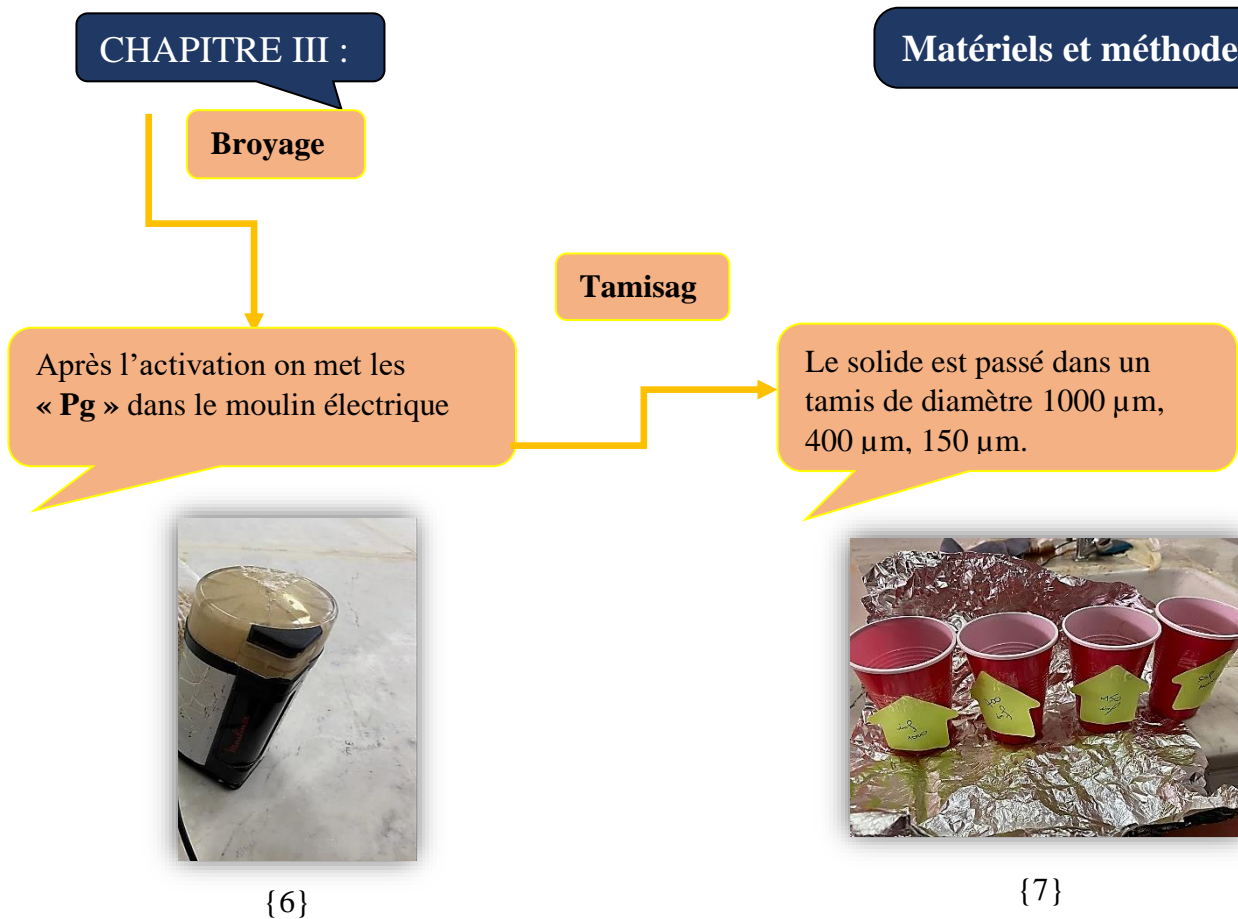 CHAPITRE III :
Matériels et méthode
Broyage
Tamisag
Après l’activation on met les
« Pg » dans le moulin électrique
Le solide est passé dans un
tamis de diamètre 1000 µm,
400 µm, 150 µm.
{6}
{7}